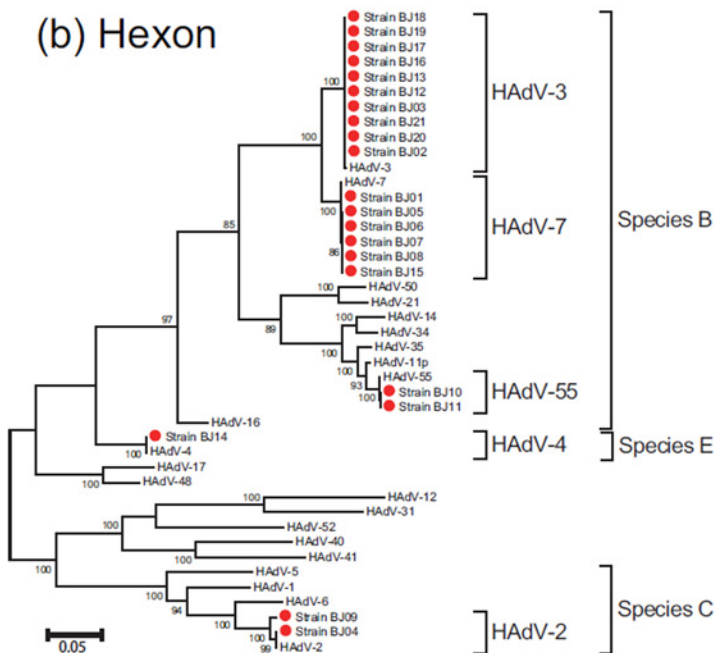 (b) Hexon
Strain BJ18
Strain BJ19
Strain BJ17
Strain BJ16
Strain BJ13
100
Strain BJ12
Strain BJ03
HAdV-3
Strain BJ21
Strain BJ20
100
Strain BJ02
HAdV-3
HAdV-7
Strain BJ01
100
Strain BJ05
Strain BJ06
HAdV-7
Species B
85
Strain BJ07
86
Strain BJ08
Strain BJ15
HAdV-50
100
HAdV-21
HAdV-14
100
97
89
HAdV-34
100
HAdV-35
100
HAdV-11p
HAdV-55
93
Strain BJ10
HAdV-55
100
Strain BJ11
HAdV-16
Strain BJ14
HAdV-4
Species E
100
HAdV-4
HAdV-17
100
HAdV-48
HAdV-12
100
HAdV-31
100
HAdV-52
HAdV-40
100
HAdV-41
100
HAdV-5
100
HAdV-1
94
HAdV-6
Species C
100
Strain BJ09
100
Strain BJ04
HAdV-2
99
HAdV-2
0.05